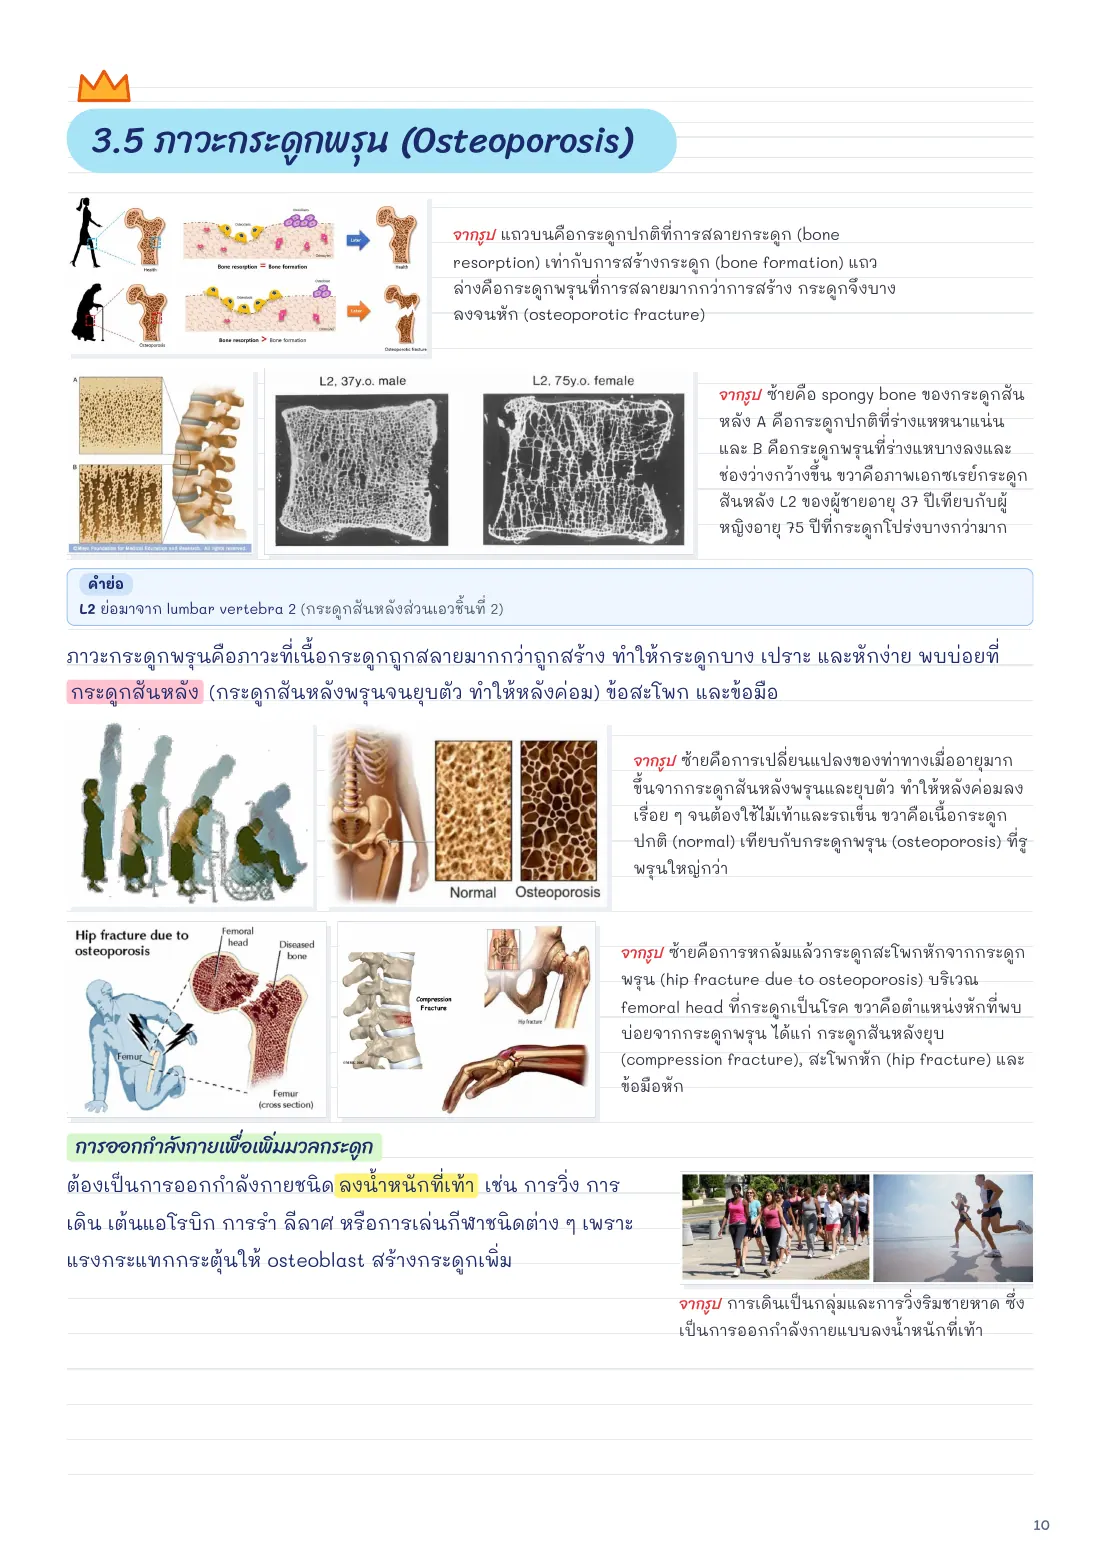 3.5 ภาวะกระดูกพรุน (Osteoporosis)
Health
Osteoclasts
Osteoblasts
Osteocytes
Bone resorption = Bone formation
Later
Health
Osteoporosis
Osteoclasts
Osteoblasts
Osteocytes
Bone resorption > Bone formation
Later
Osteoporotic fracture
จากรูป แถวบนคือกระดูกปกติที่การสลายกระดูก (bone
resorption) เท่ากับการสร้างกระดูก (bone formation) แถว
ล่างคือกระดูกพรุนที่การสลายมากกว่าการสร้าง กระดูกจึงบาง
ลงจนหัก (osteoporotic fracture)
A
B
©Mayo Foundation for Medical Education and Research. All rights reserved.
L2, 37y.o. male
L2, 75y.o. female
จากรูป ซ้ายคือ spongy bone ของกระดูกสัน
หลัง A คือกระดูกปกติที่ร่างแหหนาแน่น
และ B คือกระดูกพรุนที่ร่างแหบางลงและ
ช่องว่างกว้างขึ้น ขวาคือภาพเอกซเรย์กระดูก
สันหลัง L2 ของผู้ชายอายุ 37 ปีเทียบกับผู้
หญิงอายุ 75 ปีที่กระดูกโปร่งบางกว่ามาก
คำย่อ
L2 ย่อมาจาก lumbar vertebra 2 (กระดูกสันหลังส่วนเอวชิ้นที่ 2)
ภาวะกระดูกพรุนคือภาวะที่เนื้อกระดูกถูกสลายมากกว่าถูกสร้าง ทำให้กระดูกบาง เปราะ และหักง่าย พบบ่อยที่
กระดูกสันหลัง (กระดูกสันหลังพรุนจนยุบตัว ทำให้หลังค่อม) ข้อสะโพก และข้อมือ
Normal
Osteoporosis
จากรูป ซ้ายคือการเปลี่ยนแปลงของท่าทางเมื่ออายุมาก
ขึ้นจากกระดูกสันหลังพรุนและยุบตัว ทำให้หลังค่อมลง
เรื่อย ๆ จนต้องใช้ไม้เท้าและรถเข็น ขวาคือเนื้อกระดูก
ปกติ (normal) เทียบกับกระดูกพรุน (osteoporosis) ที่รู
พรุนใหญ่กว่า
Hip fracture due to
osteoporosis
Femoral
head
Diseased
bone
Femur
Femur
(cross section)
Compression
Fracture
Hip fracture
จากรูป ซ้ายคือการหกล้มแล้วกระดูกสะโพกหักจากกระดูก
พรุน (hip fracture due to osteoporosis) บริเวณ
femoral head ที่กระดูกเป็นโรค ขวาคือตำแหน่งหักที่พบ
บ่อยจากกระดูกพรุน ได้แก่ กระดูกสันหลังยุบ
(compression fracture), สะโพกหัก (hip fracture) และ
ข้อมือหัก
การออกกำลังกายเพื่อเพิ่มมวลกระดูก
ต้องเป็นการออกกำลังกายชนิดลงน้ำหนักที่เท้า เช่น การวิ่ง การ
เดิน เต้นแอโรบิก การรำ ลีลาศ หรือการเล่นกีฬาชนิดต่าง ๆ เพราะ
แรงกระแทกกระตุ้นให้ osteoblast สร้างกระดูกเพิ่ม
จากรูป การเดินเป็นกลุ่มและการวิ่งริมชายหาด ซึ่ง
เป็นการออกกำลังกายแบบลงน้ำหนักที่เท้า
10